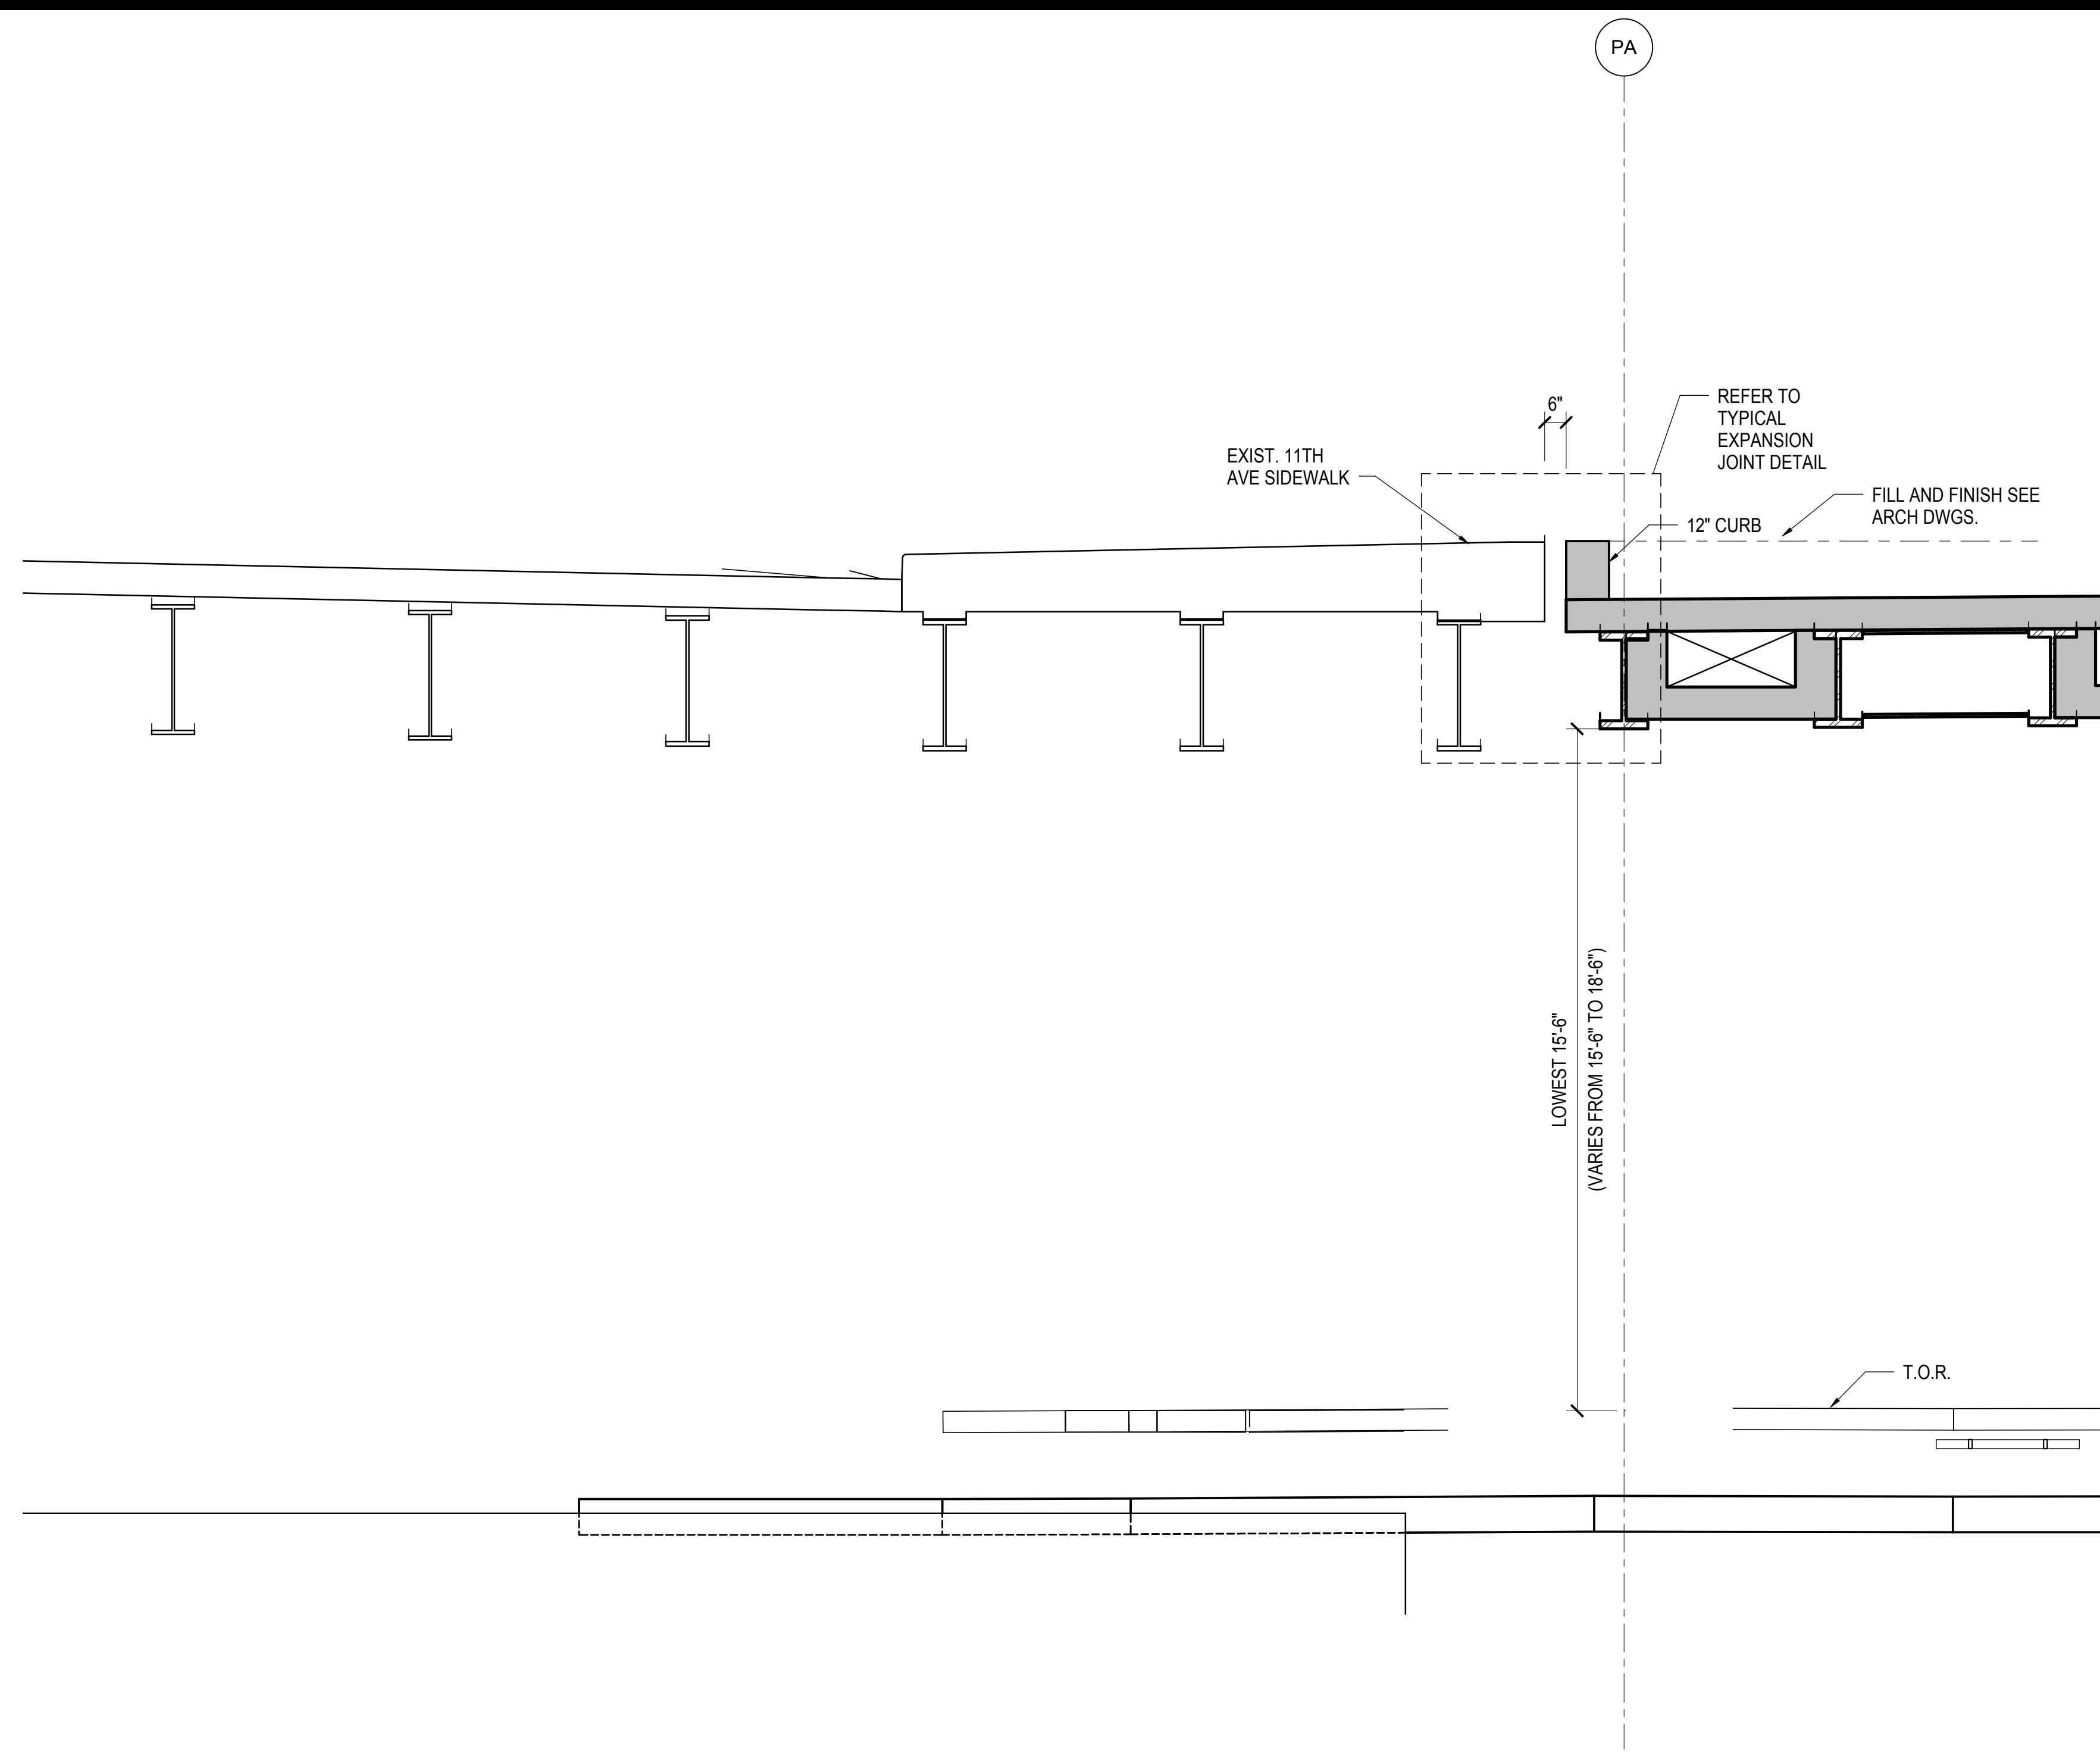 PA
6"
REFER TO
TYPICAL
EXPANSION
JOINT DETAIL
EXIST. 11TH
AVE SIDEWALK
FILL AND FINISH SEE
ARCH DWGS.
12" CURB
LOWEST 15'-6"
(VARIES FROM 15'-6" TO 18'-6")
T.O.R.